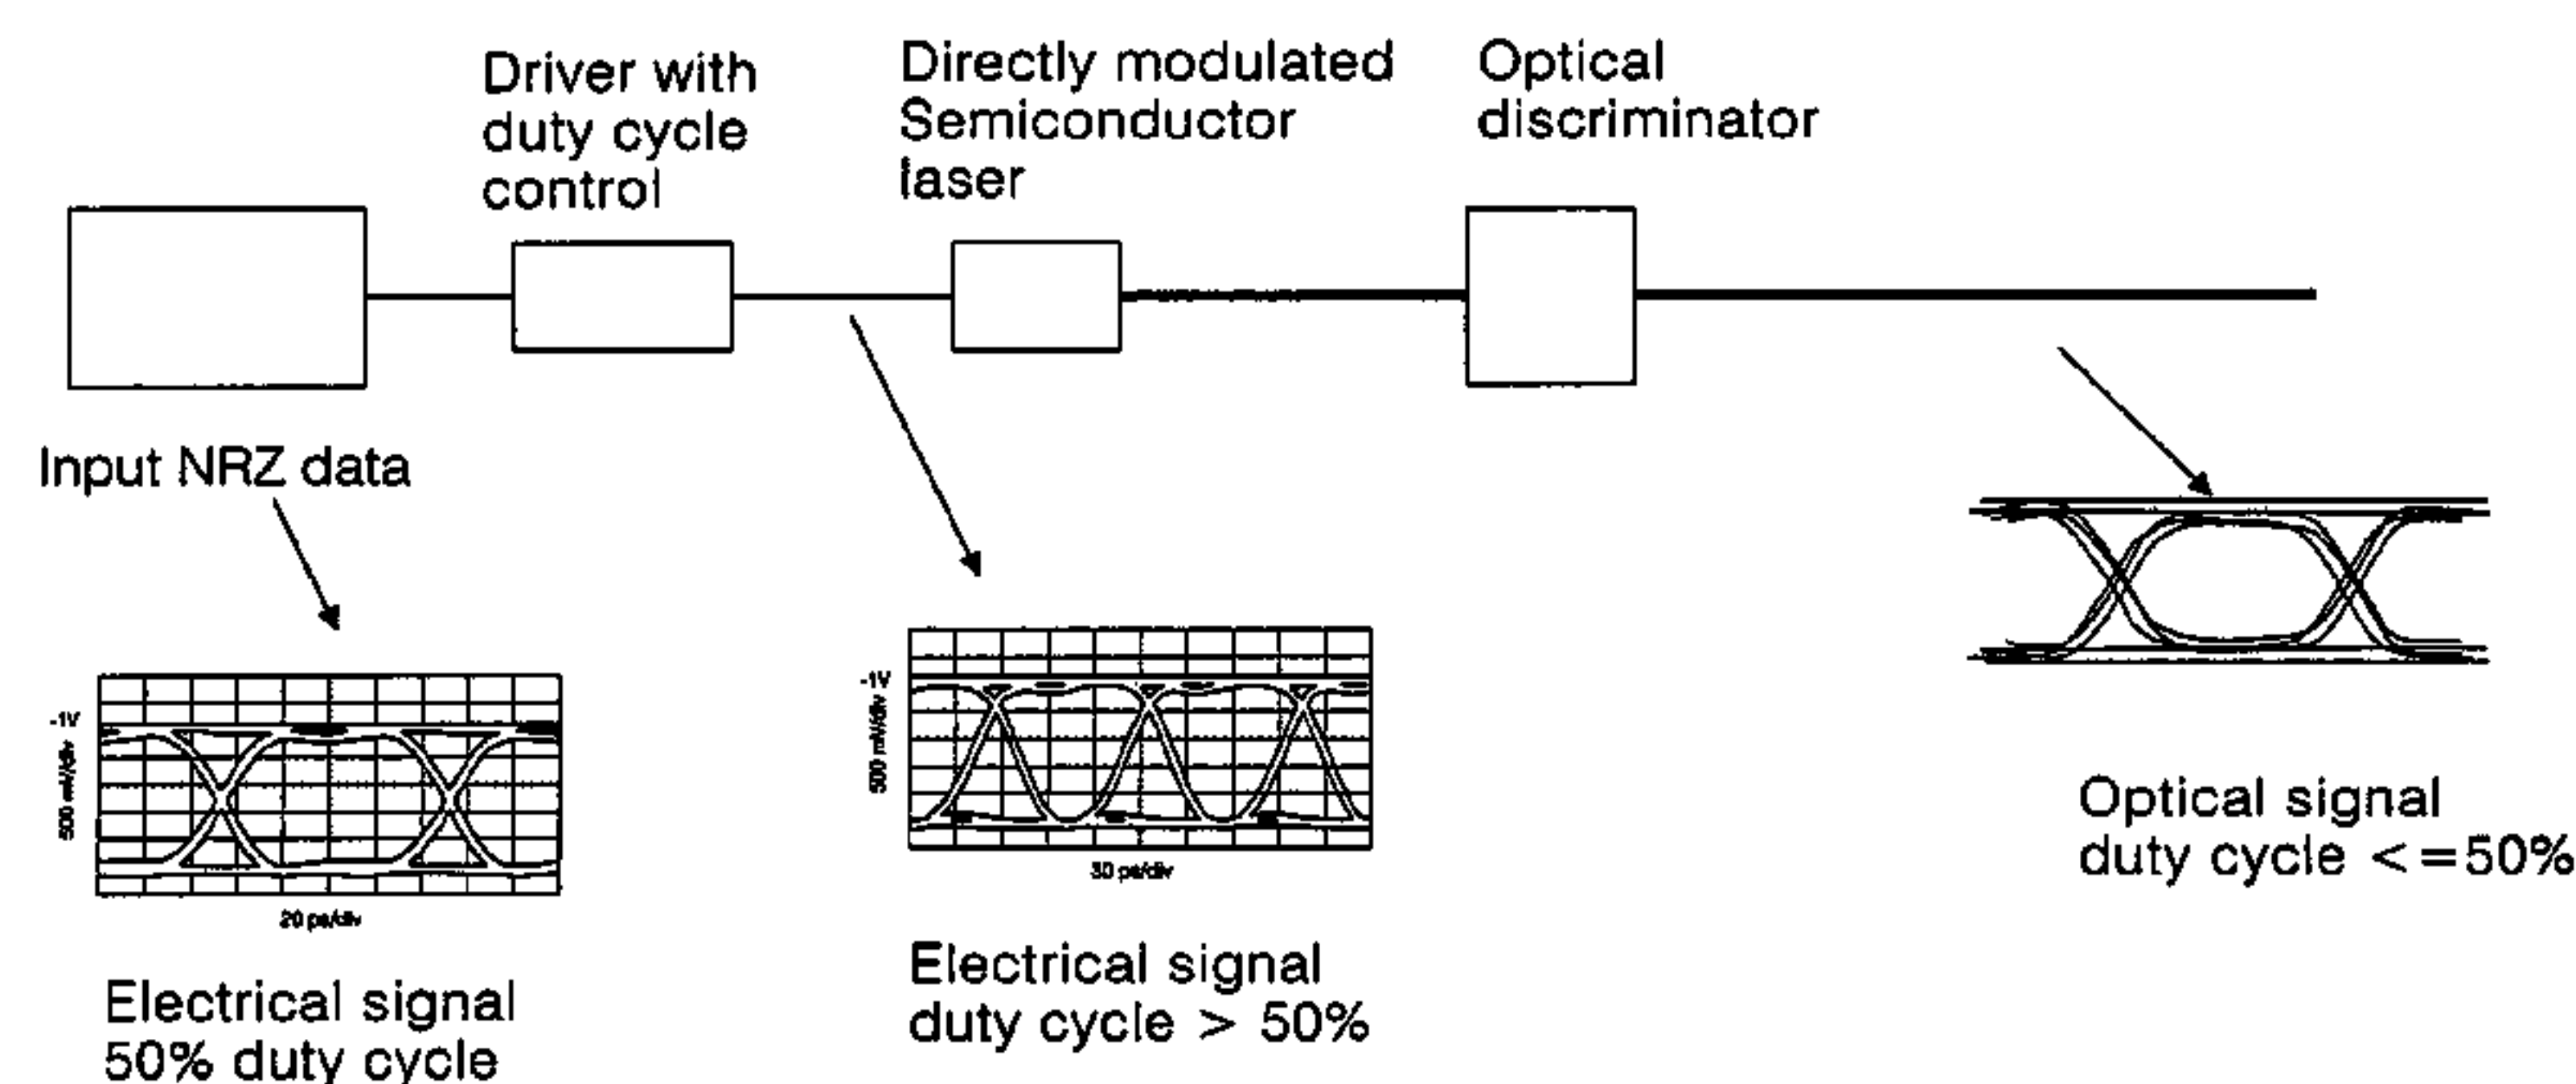 Driver with
duty cycle
control
Directly modulated
Semiconductor
laser
Optical
discriminator
Input NRZ data
-1V
500 mV/div
20 ps/div
Electrical signal
50% duty cycle
-1V
500 mV/div
30 ps/div
Electrical signal
duty cycle > 50%
Optical signal
duty cycle <=50%